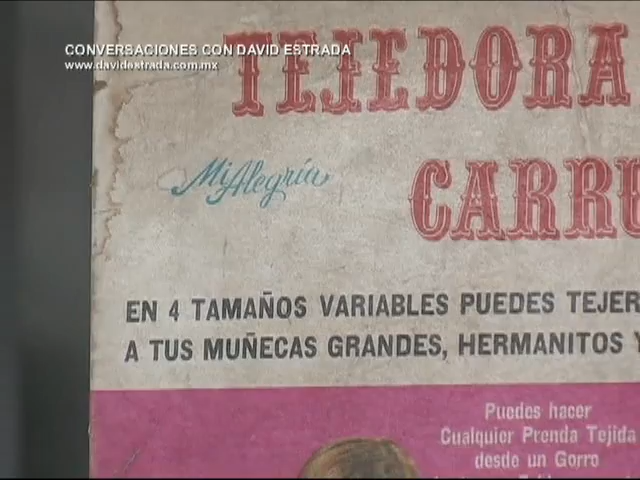 CONVERSACIONES CON DAVID ESTRADA
www.davidestrada.com.mx
TEJEDORA
Mi Alegría
CARRU
EN 4 TAMAÑOS VARIABLES PUEDES TEJER
A TUS MUÑECAS GRANDES, HERMANITOS Y
Puedes hacer
Cualquier Prenda Tejida
desde un Gorro